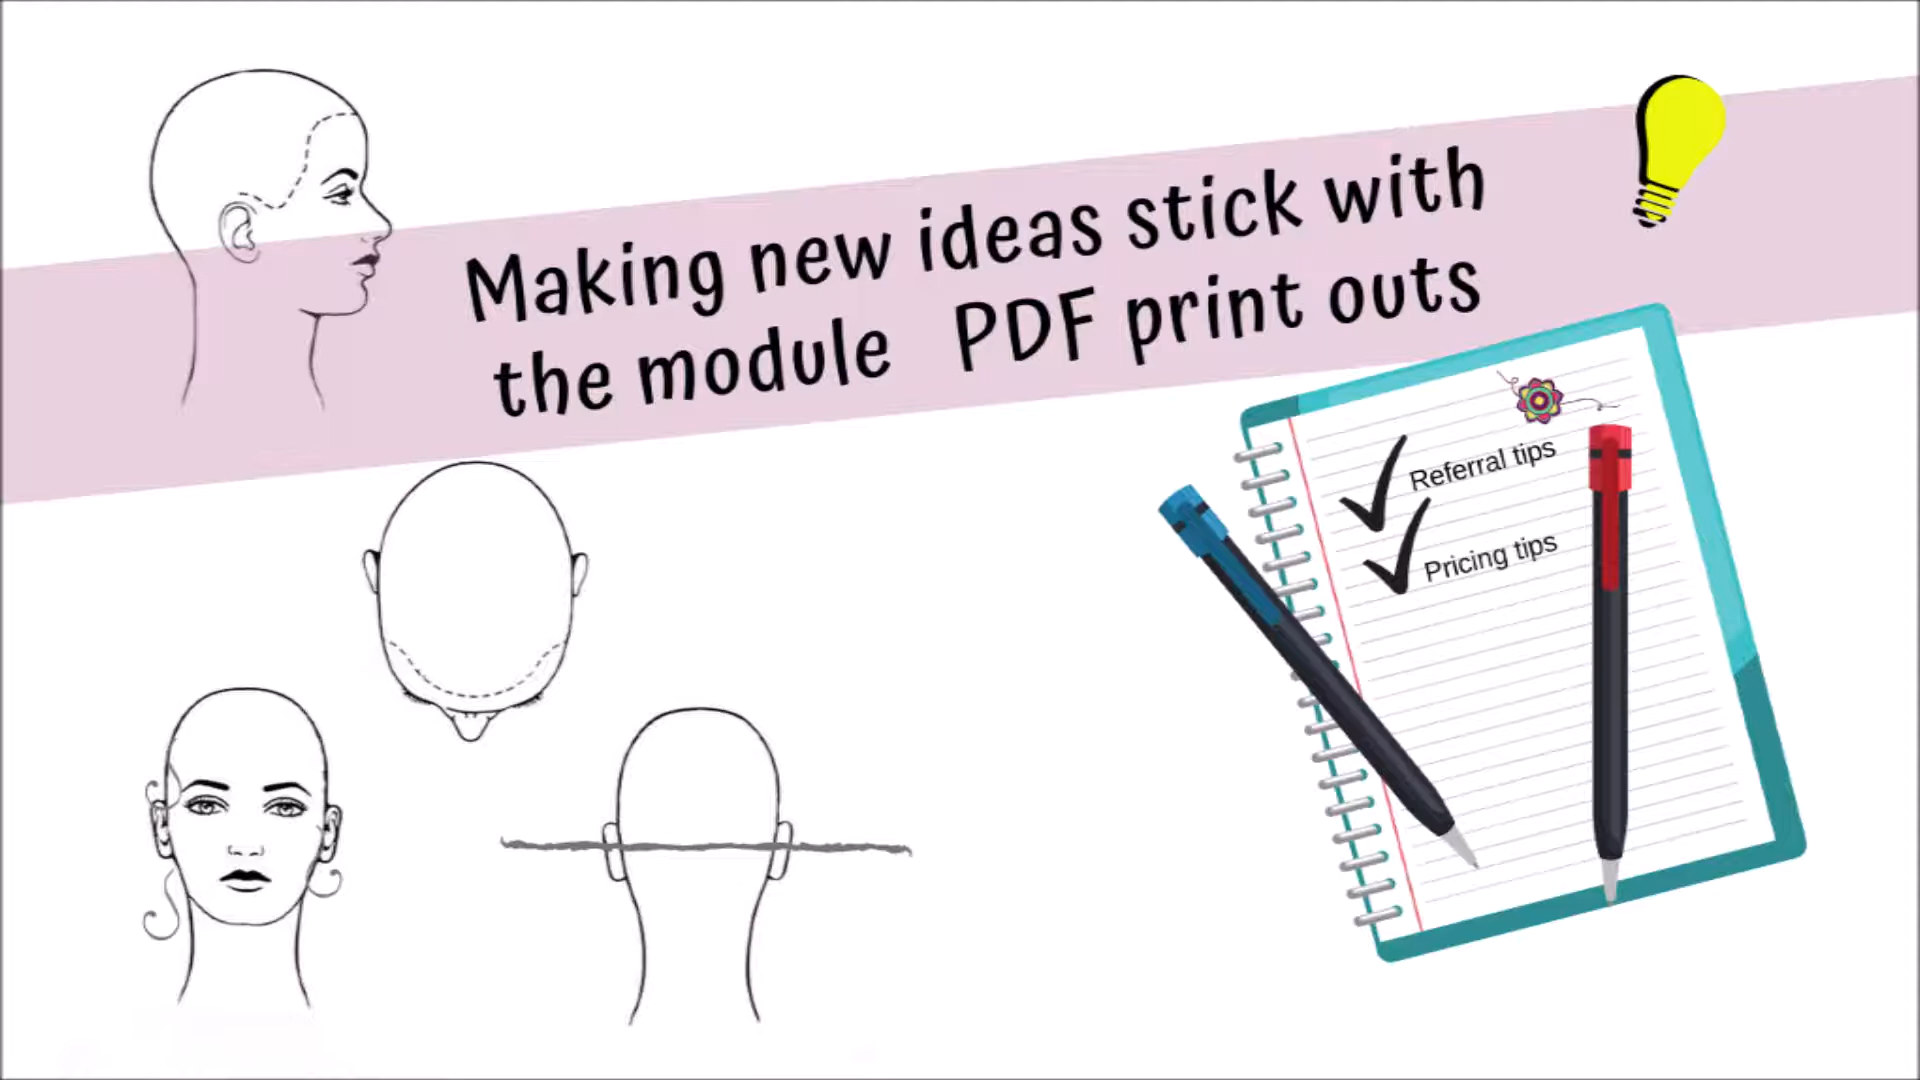 Making new ideas stick with
the module PDF print outs
Referral tips
Pricing tips